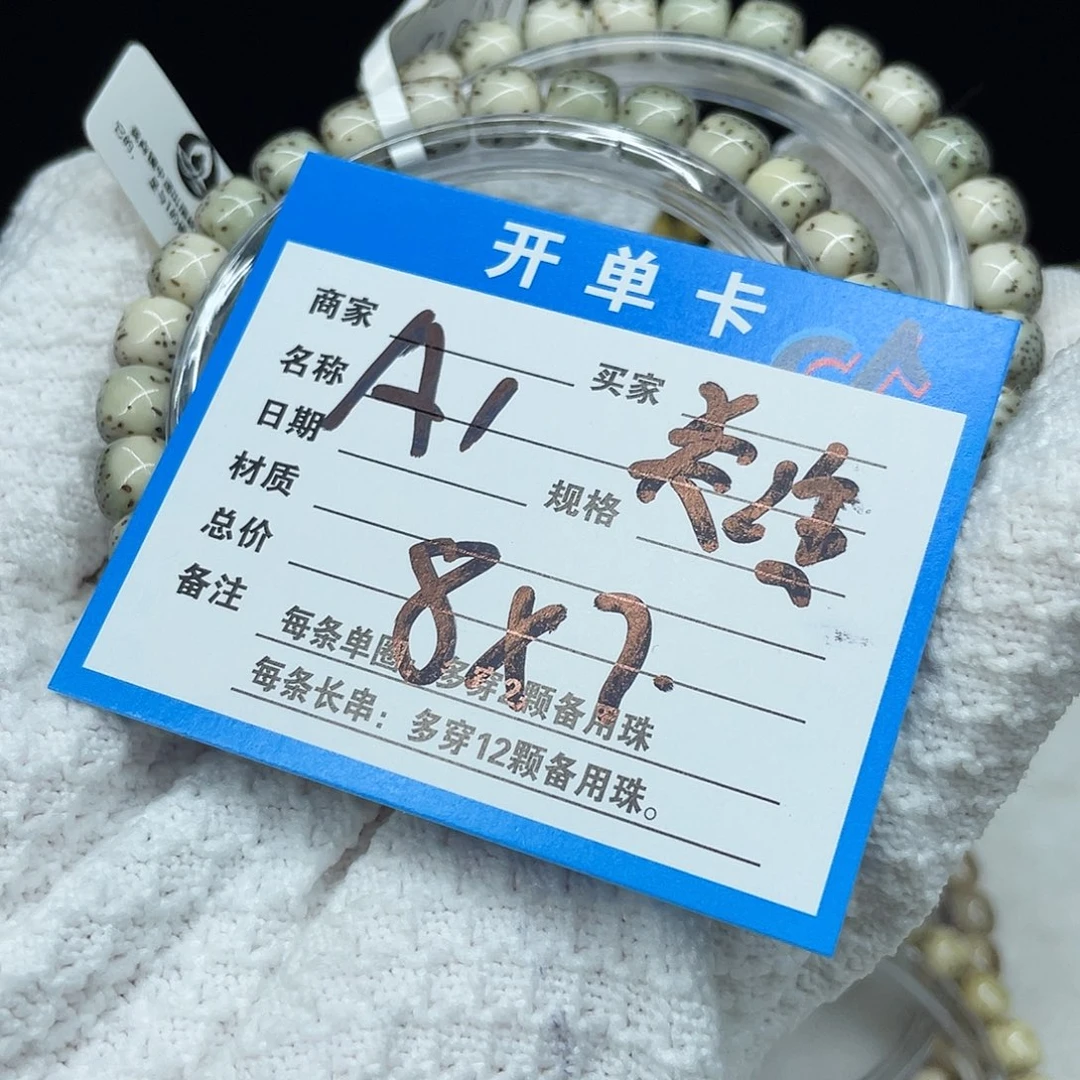 开单卡
商家
买家
名称
A1
关注
日期
材质
规格
总价
8x7.
备注
每条单圈：多穿2颗备用珠
每条长串：多穿12颗备用珠。